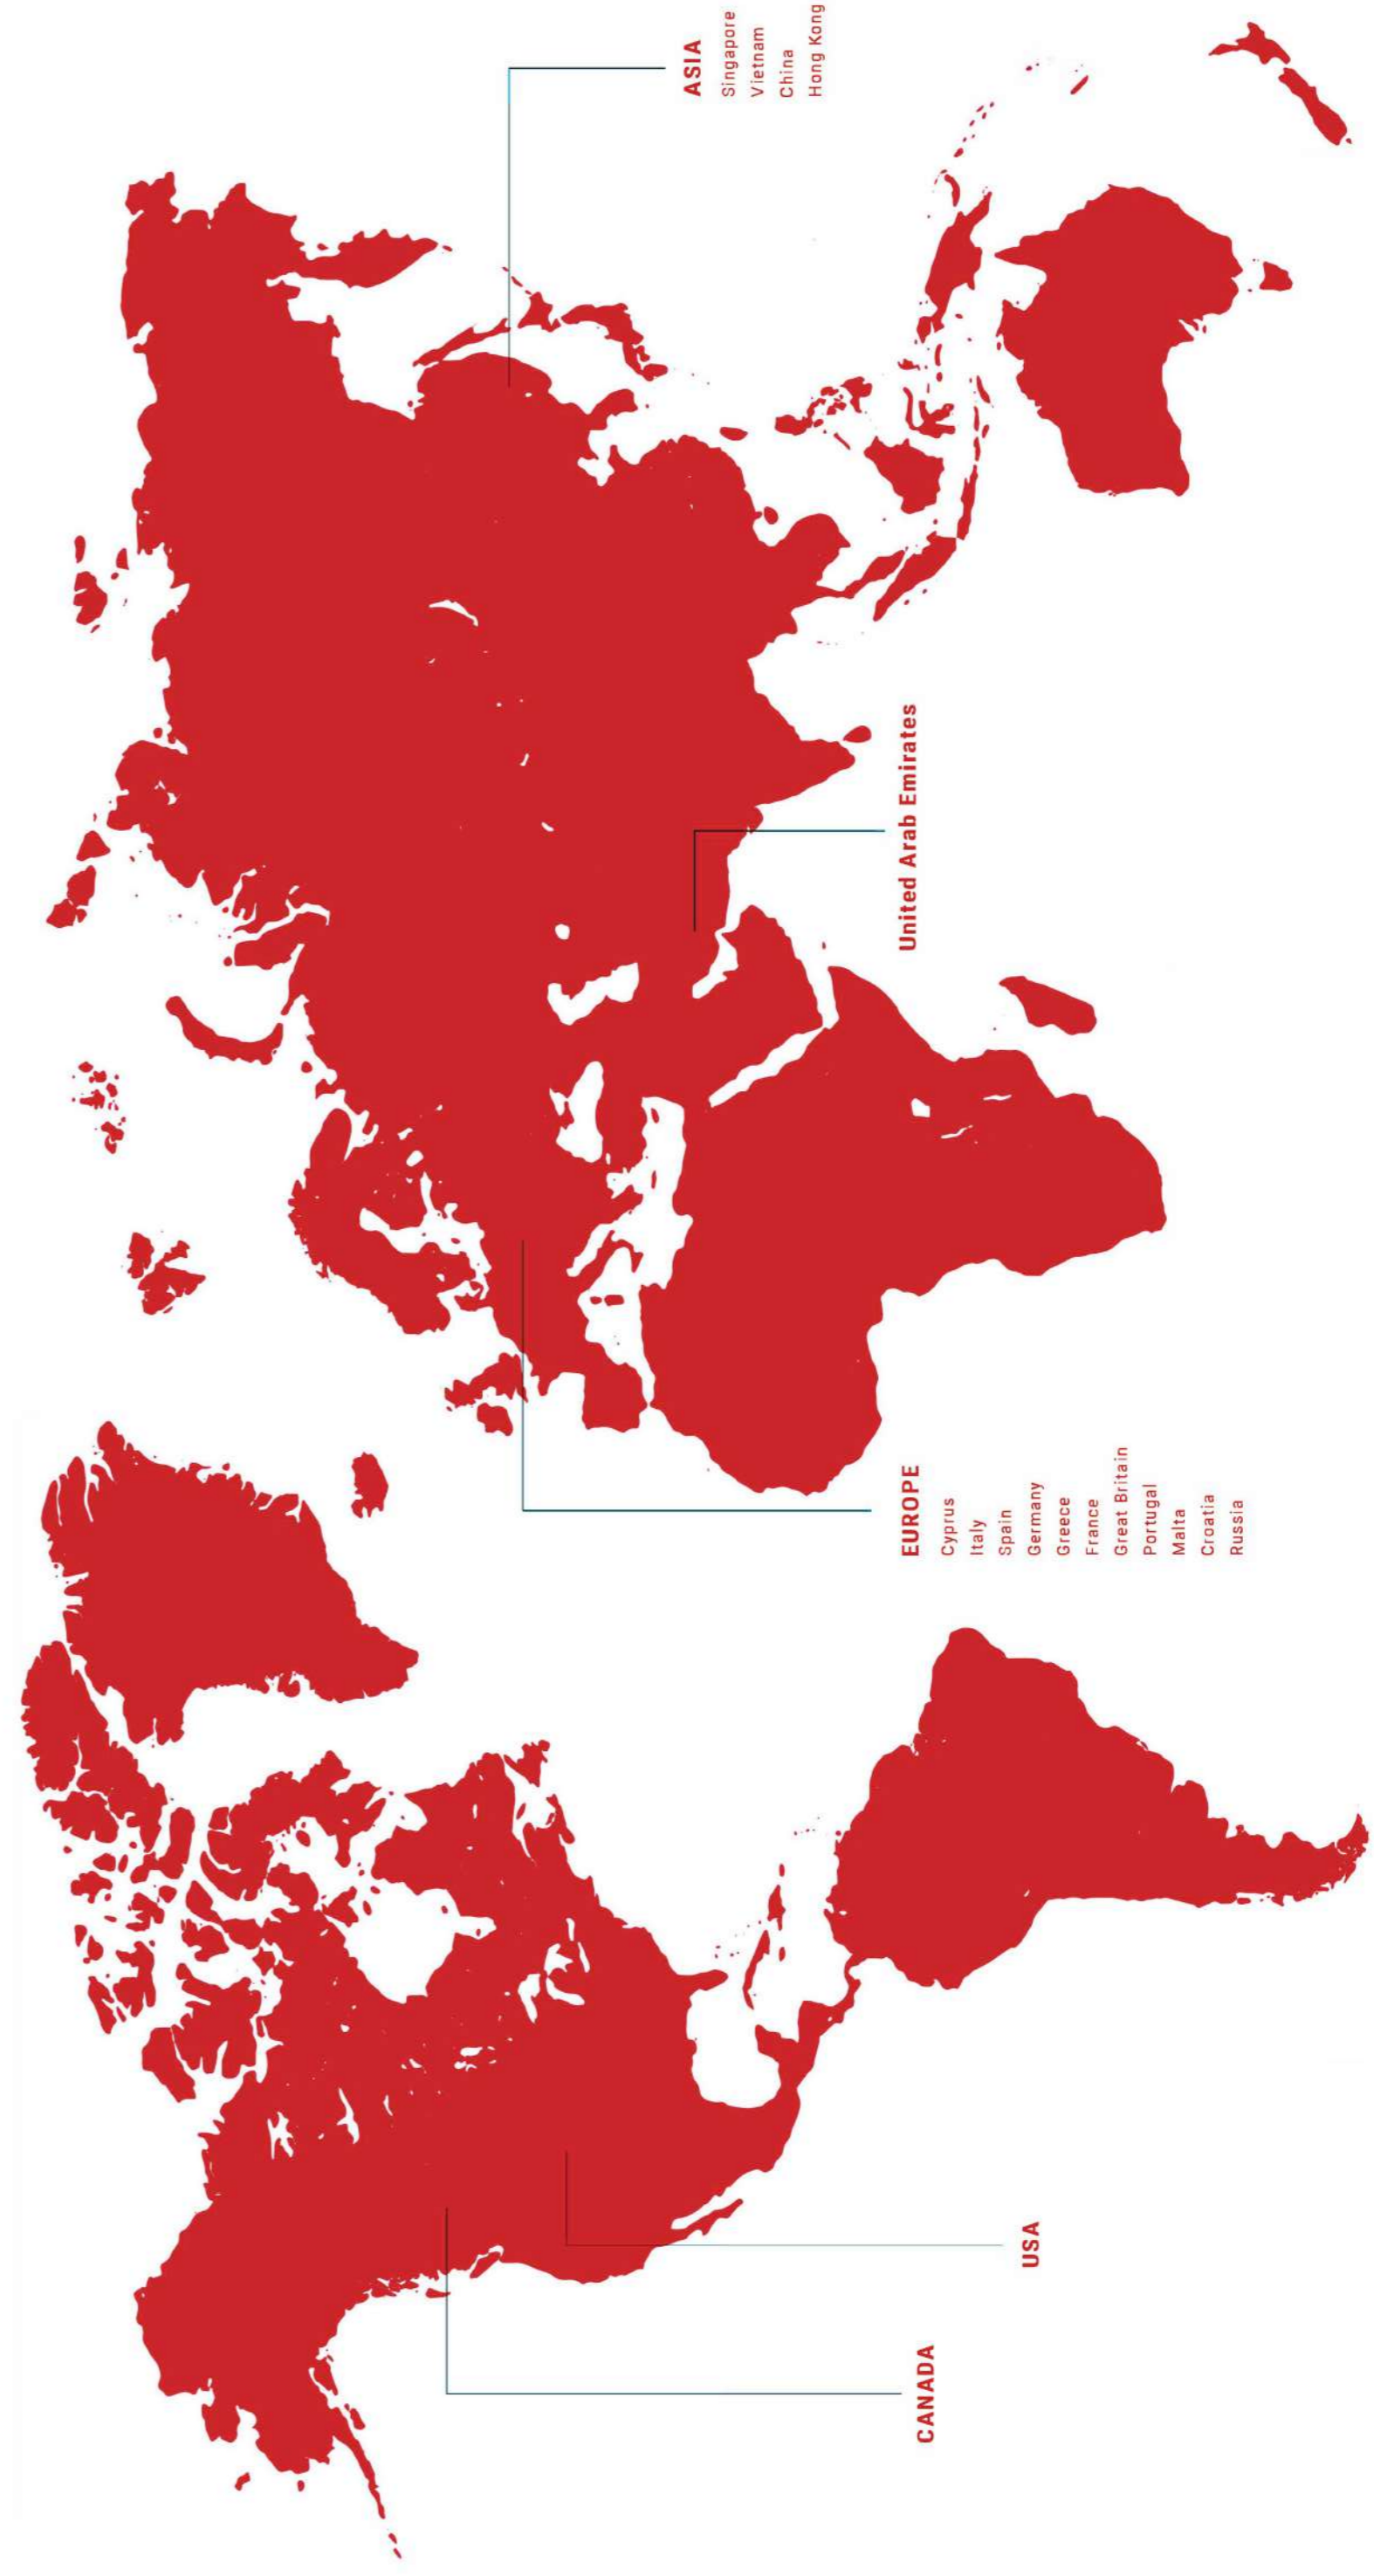 CANADA
USA
EUROPE
Cyprus
Italy
Spain
Germany
Greece
France
Great Britain
Portugal
Malta
Croatia
Russia
United Arab Emirates
ASIA
Singapore
Vietnam
China
Hong Kong